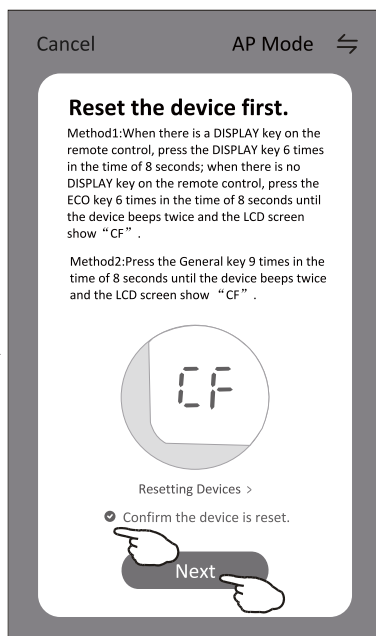 Cancel AP Mode
Reset the device first.
Method1:When there is a DISPLAY key on the
remote control, press the DISPLAY key 6 times
in the time of 8 seconds; when there is no
DISPLAY key on the remote control, press the
ECO key 6 times in the time of 8 seconds until
the device beeps twice and the LCD screen
show “CF”.
Method2:Press the General key 9 times in the
time of 8 seconds until the device beeps twice
and the LCD screen show “CF”.
CF
Resetting Devices >
Confirm the device is reset.
Next